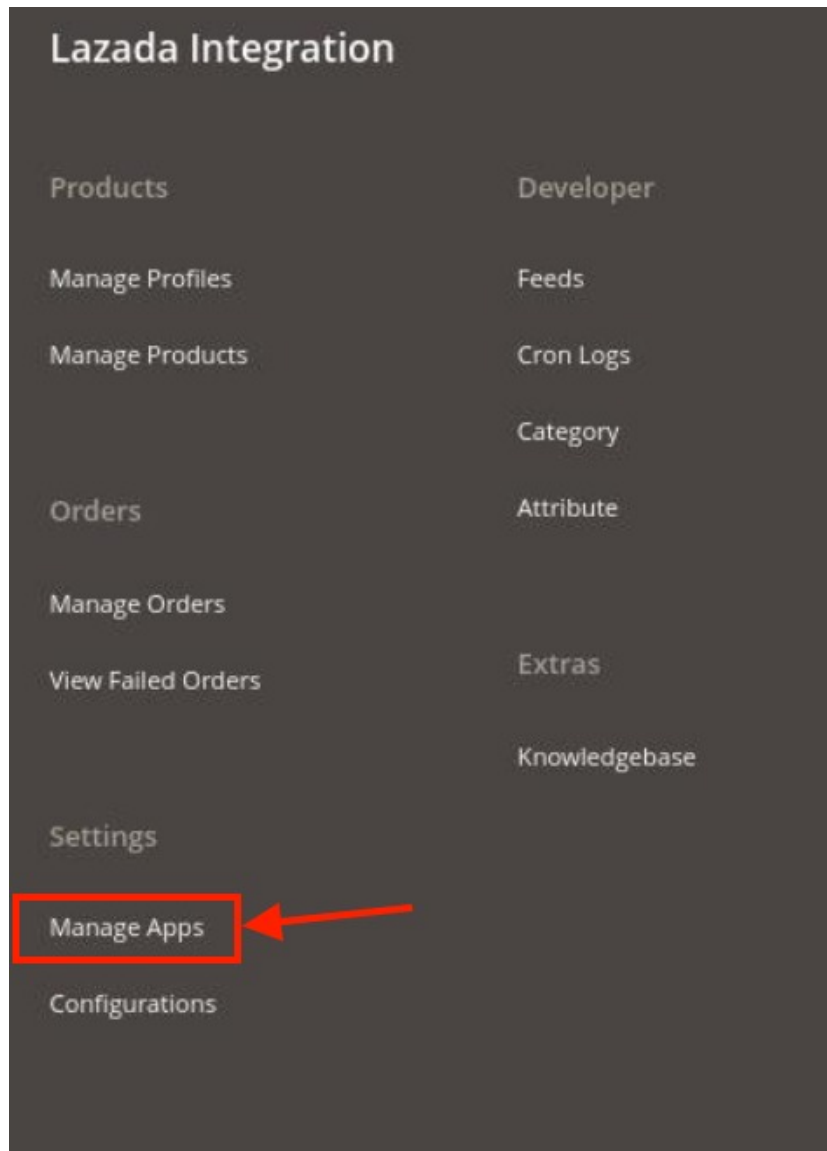 Lazada Integration
Products
Manage Profiles
Manage Products
Orders
Manage Orders
View Failed Orders
Settings
Manage Apps
Configurations
Developer
Feeds
Cron Logs
Category
Attribute
Extras
Knowledgebase